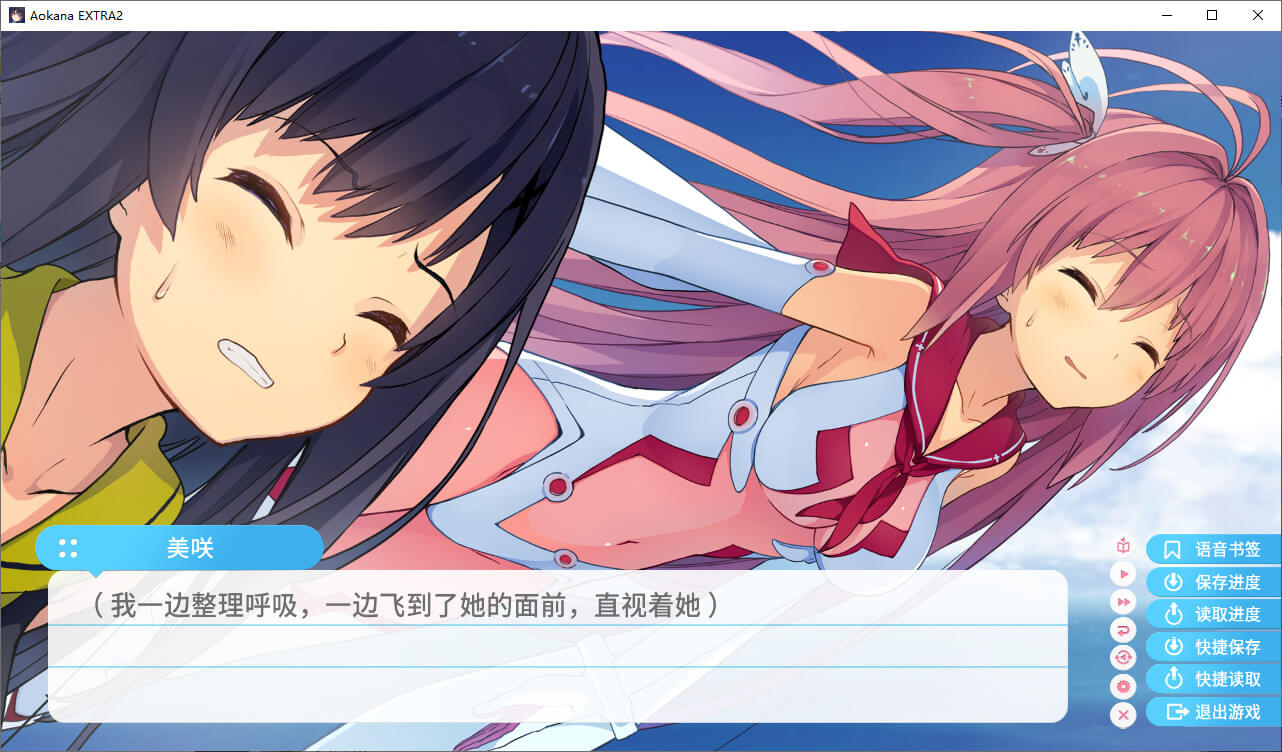 Aokana EXTRA2
美咲
（我一边整理呼吸，一边飞到了她的面前，直视着她）
语音书签
保存进度
读取进度
快捷保存
快捷读取
退出游戏